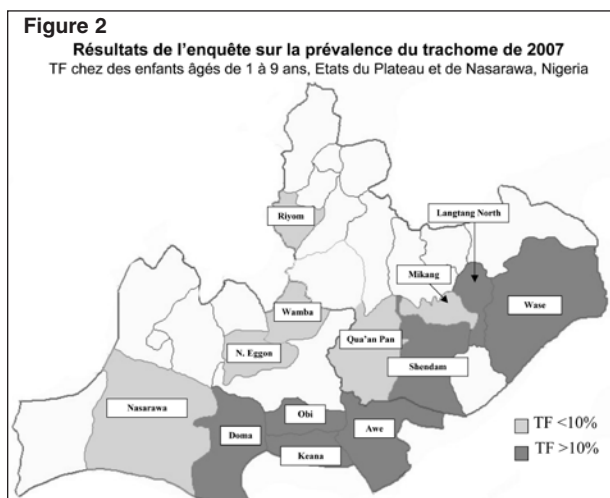 Figure 2
Résultats de l'enquête sur la prévalence du trachome de 2007
TF chez des enfants âgés de 1 à 9 ans, Etats du Plateau et de Nasarawa, Nigeria
Riyom
Langtang North
Mikang
Wase
Wamba
Qua'an Pan
N. Eggon
Shendam
Nasarawa
Obi
Doma
Awe
Keana
TF <10%
TF >10%